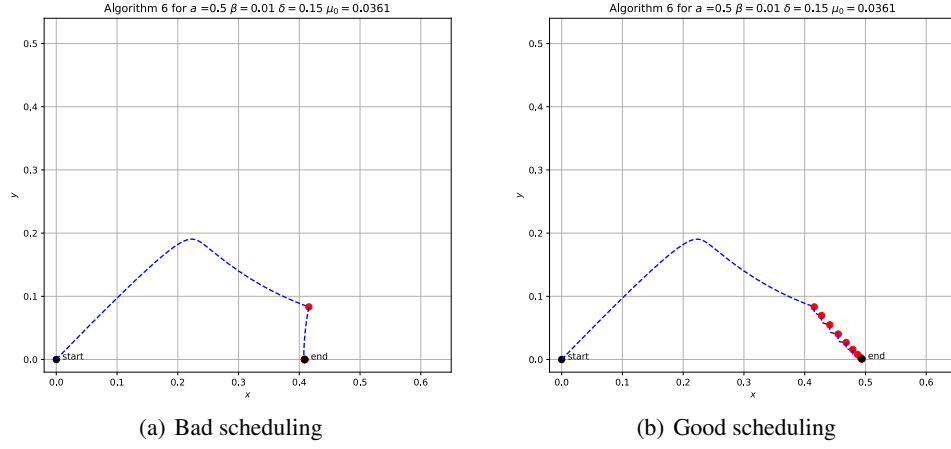 Algorithm 6 for a =0.5 β = 0.01 δ = 0.15 μ₀ = 0.0361
0.5
0.4
0.3
0.2
0.1
0.0
y
start
end
0.0 0.1 0.2 0.3 0.4 0.5 0.6
x
(a) Bad scheduling
Algorithm 6 for a =0.5 β = 0.01 δ = 0.15 μ₀ = 0.0361
0.5
0.4
0.3
0.2
0.1
0.0
y
start
end
0.0 0.1 0.2 0.3 0.4 0.5 0.6
x
(b) Good scheduling